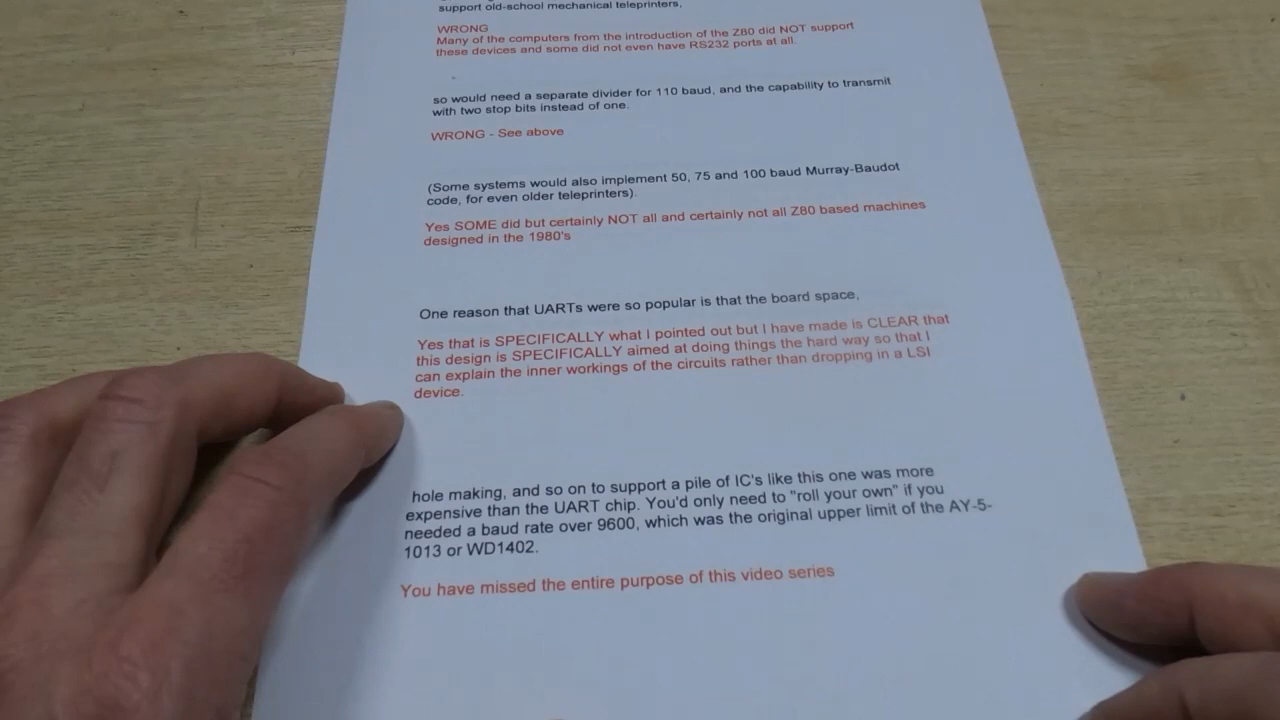 support old-school mechanical teleprinters,
WRONG
Many of the computers from the introduction of the Z80 did NOT support
these devices and some did not even have RS232 ports at all.
so would need a separate divider for 110 baud, and the capability to transmit
with two stop bits instead of one.
WRONG - See above
(Some systems would also implement 50, 75 and 100 baud Murray-Baudot
code, for even older teleprinters).
Yes SOME did but certainly NOT all and certainly not all Z80 based machines
designed in the 1980's
One reason that UARTs were so popular is that the board space,
Yes that is SPECIFICALLY what I pointed out but I have made is CLEAR that
this design is SPECIFICALLY aimed at doing things the hard way so that I
can explain the inner workings of the circuits rather than dropping in a LSI
device.
hole making, and so on to support a pile of IC's like this one was more
expensive than the UART chip. You'd only need to "roll your own" if you
needed a baud rate over 9600, which was the original upper limit of the AY-5-
1013 or WD1402.
You have missed the entire purpose of this video series